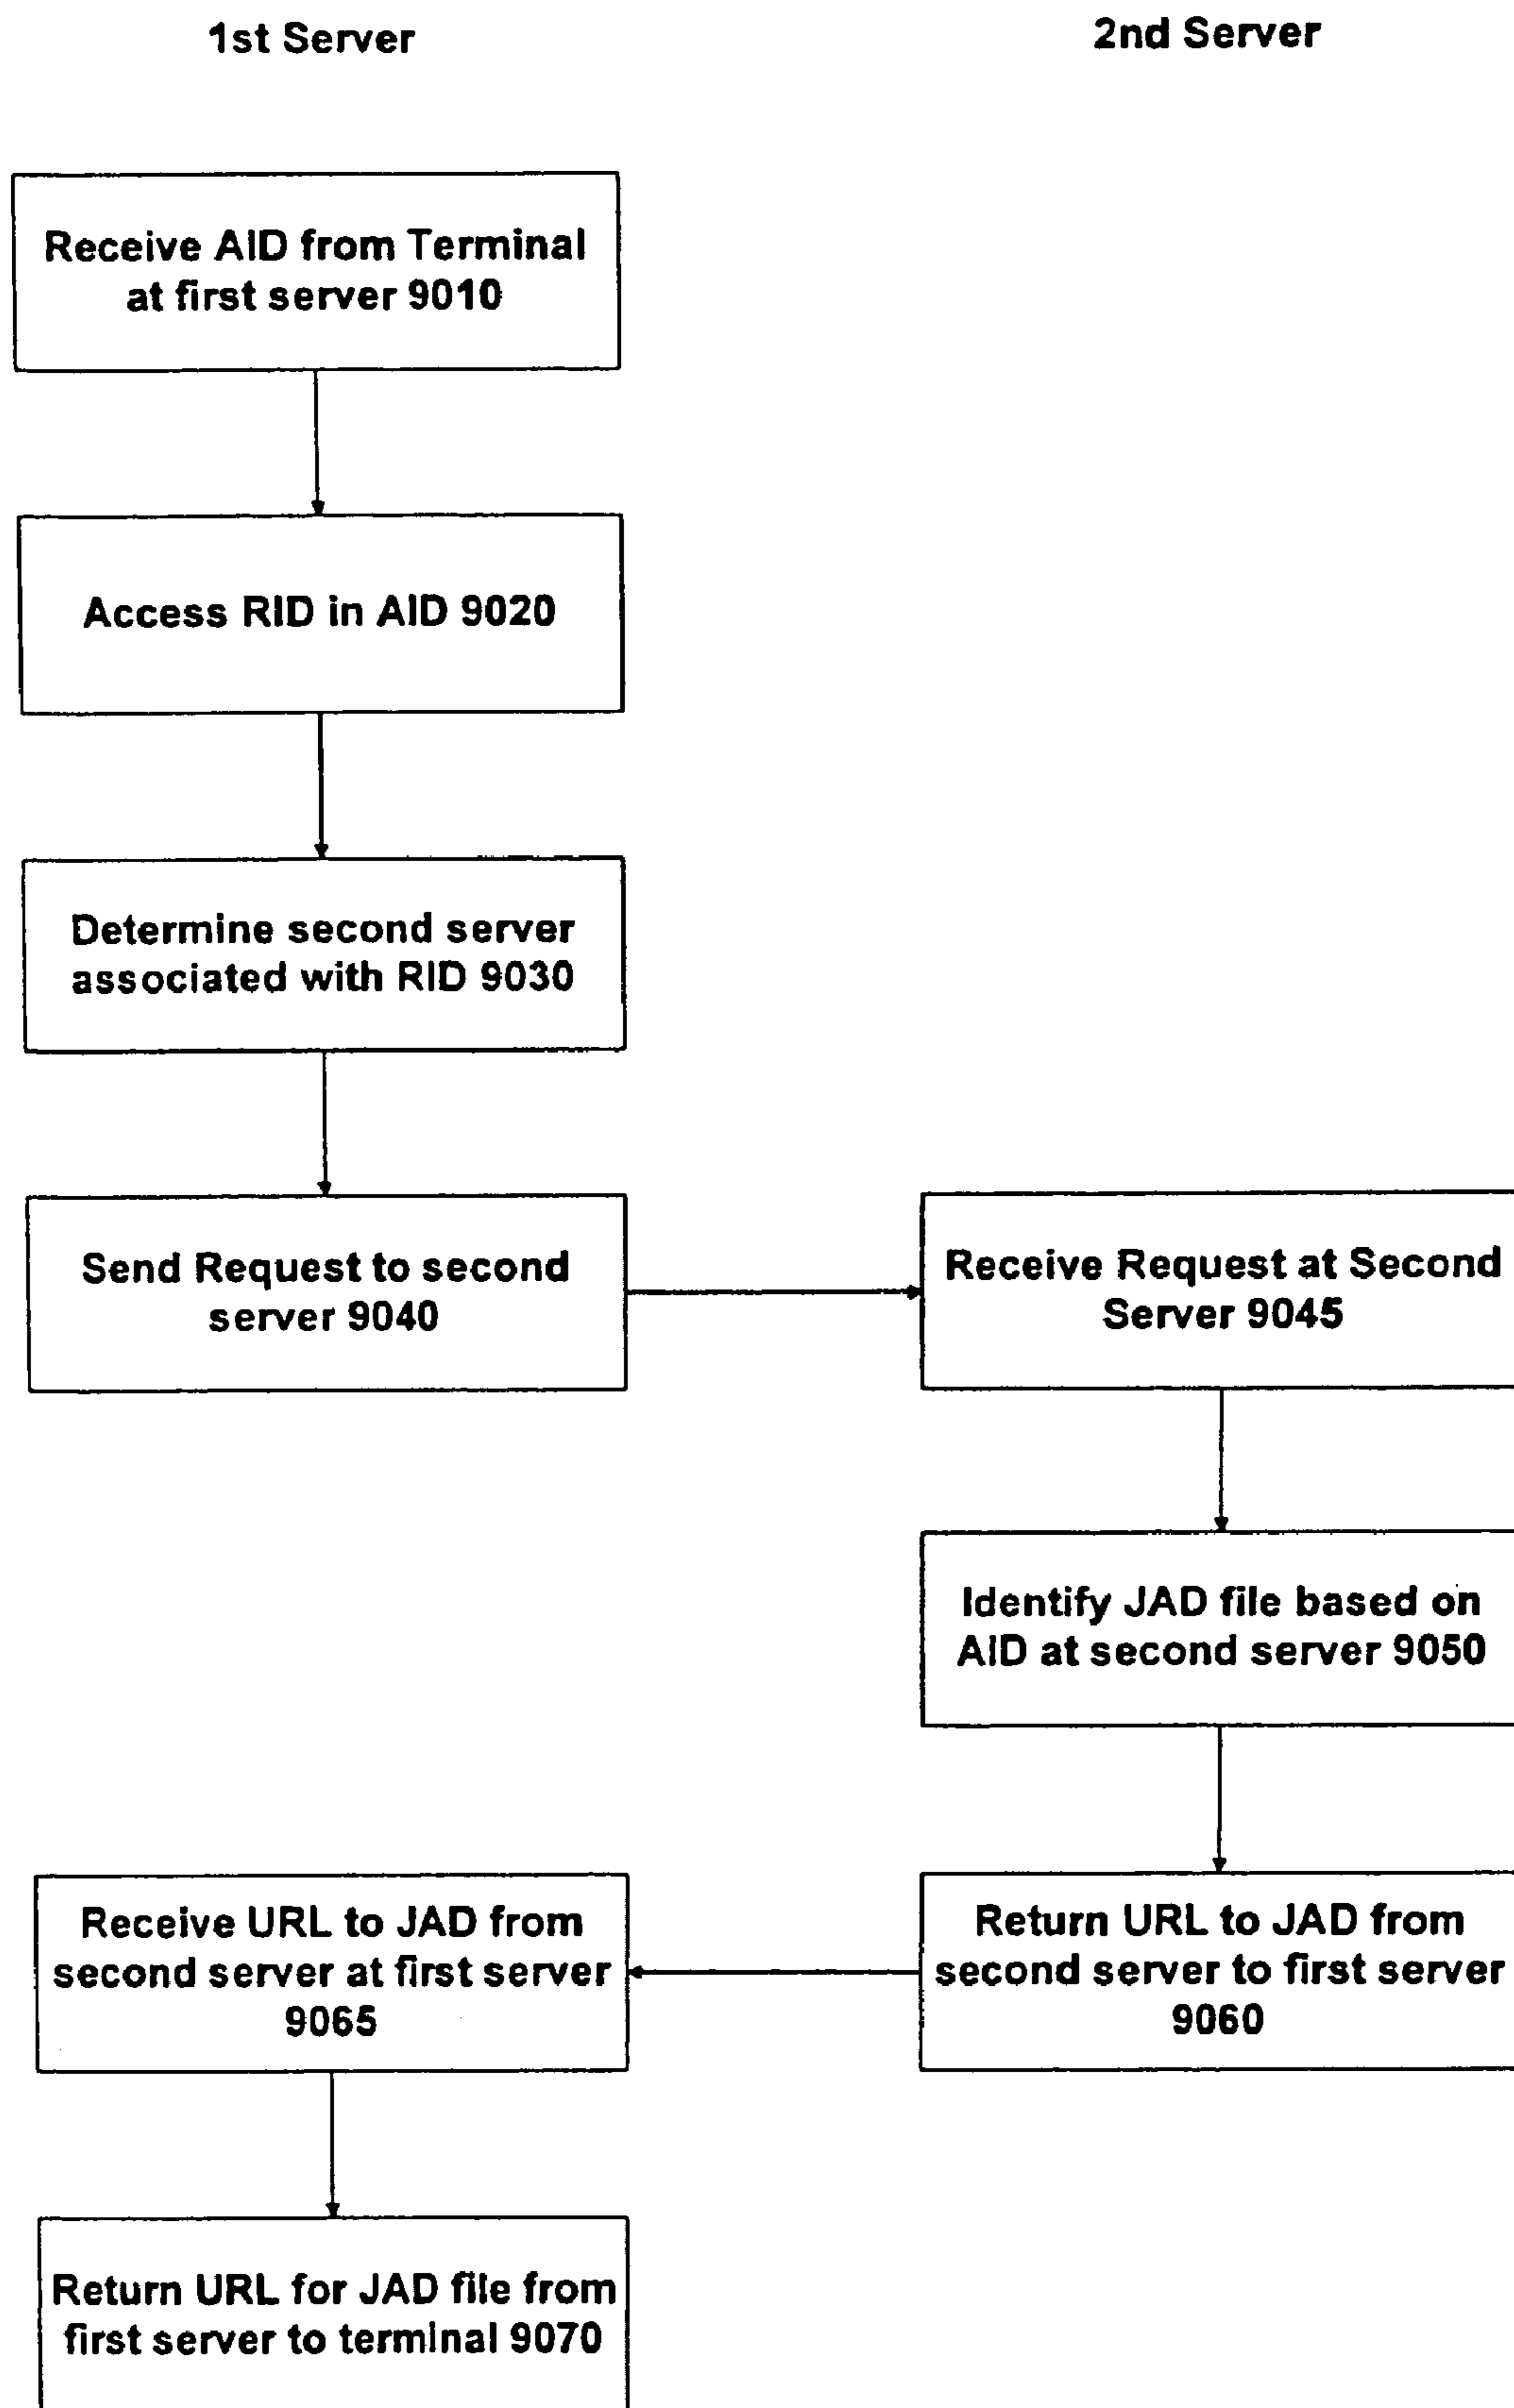 1st Server
2nd Server
Receive AID from Terminal
at first server 9010
Access RID in AID 9020
Determine second server
associated with RID 9030
Send Request to second
server 9040
Receive Request at Second
Server 9045
Identify JAD file based on
AID at second server 9050
Return URL to JAD from
second server to first server
9060
Receive URL to JAD from
second server at first server
9065
Return URL for JAD file from
first server to terminal 9070